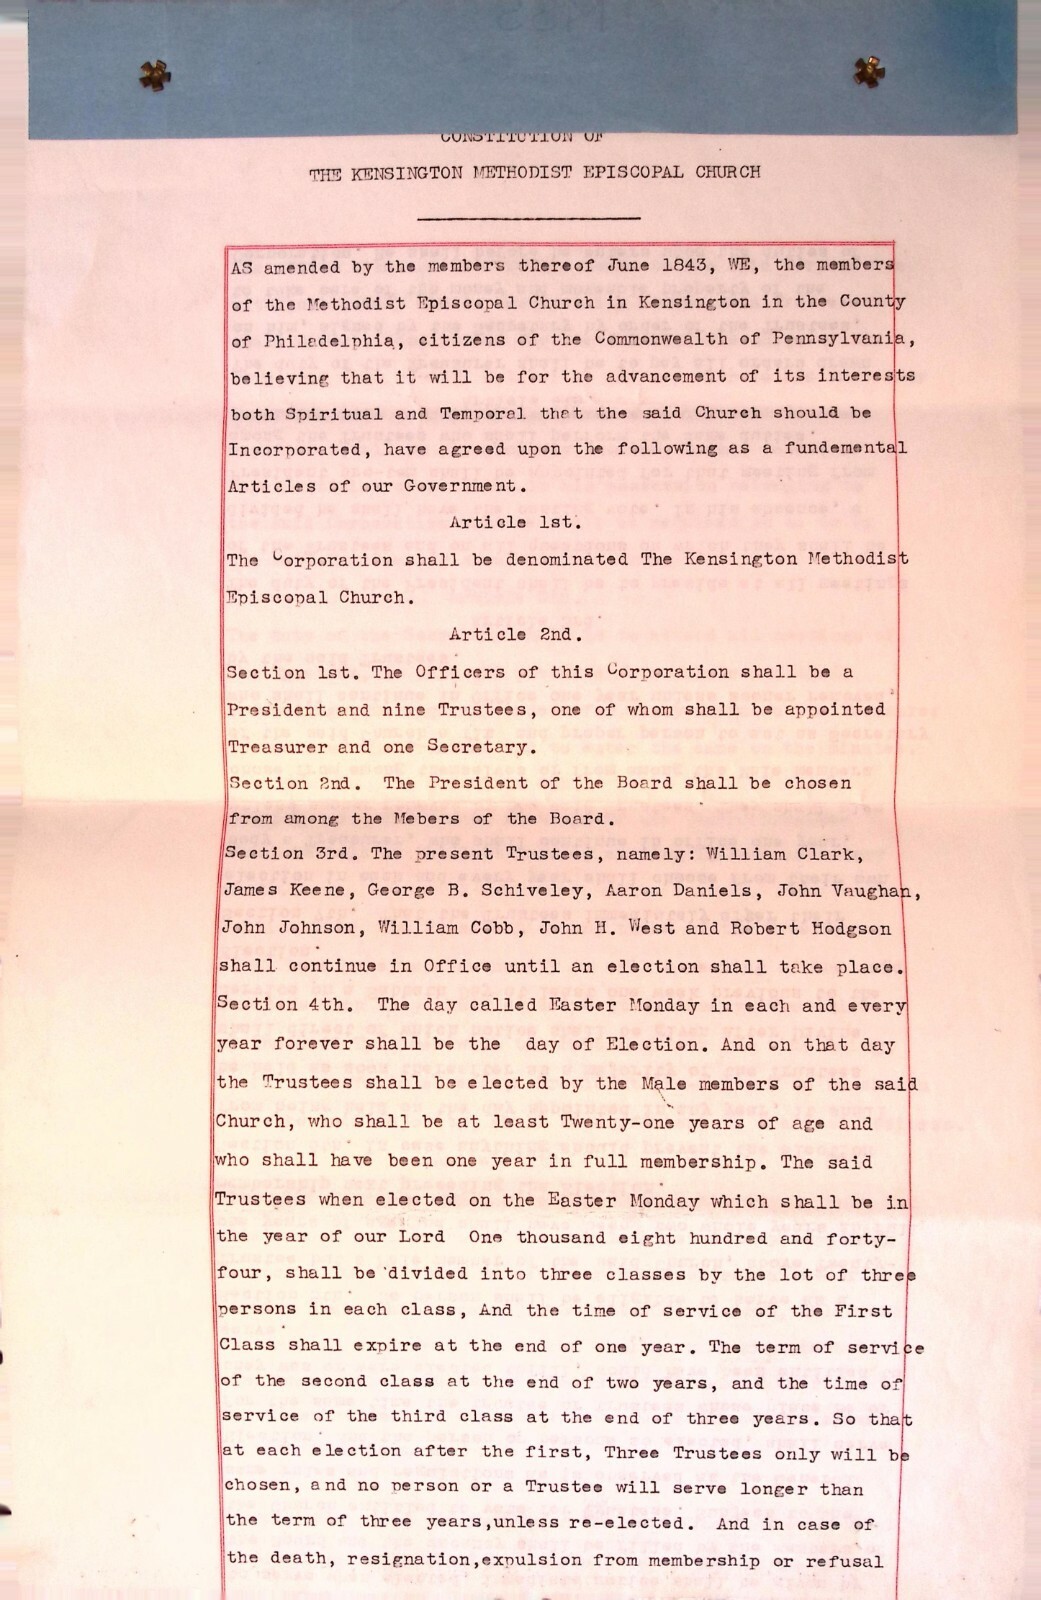 CONSTITUTION OF
THE KENSINGTON METHODIST EPISCOPAL CHURCH
AS amended by the members thereof June 1843, WE, the members
of the Methodist Episcopal Church in Kensington in the County
of Philadelphia, citizens of the Commonwealth of Pennsylvania,
believing that it will be for the advancement of its interests
both Spiritual and Temporal that the said Church should be
Incorporated, have agreed upon the following as a fundemental
Articles of our Government.
Article 1st.
The Corporation shall be denominated The Kensington Methodist
Episcopal Church.
Article 2nd.
Section 1st. The Officers of this Corporation shall be a
President and nine Trustees, one of whom shall be appointed
Treasurer and one Secretary.
Section 2nd. The President of the Board shall be chosen
from among the Mebers of the Board.
Section 3rd. The present Trustees, namely: William Clark,
James Keene, George B. Schiveley, Aaron Daniels, John Vaughan,
John Johnson, William Cobb, John H. West and Robert Hodgson
shall continue in Office until an election shall take place.
Section 4th. The day called Easter Monday in each and every
year forever shall be the day of Election. And on that day
the Trustees shall be elected by the Male members of the said
Church, who shall be at least Twenty-one years of age and
who shall have been one year in full membership. The said
Trustees when elected on the Easter Monday which shall be in
the year of our Lord One thousand eight hundred and forty-
four, shall be divided into three classes by the lot of three
persons in each class, And the time of service of the First
Class shall expire at the end of one year. The term of service
of the second class at the end of two years, and the time of
service of the third class at the end of three years. So that
at each election after the first, Three Trustees only will be
chosen, and no person or a Trustee will serve longer than
the term of three years,unless re-elected. And in case of
the death, resignation,expulsion from membership or refusal